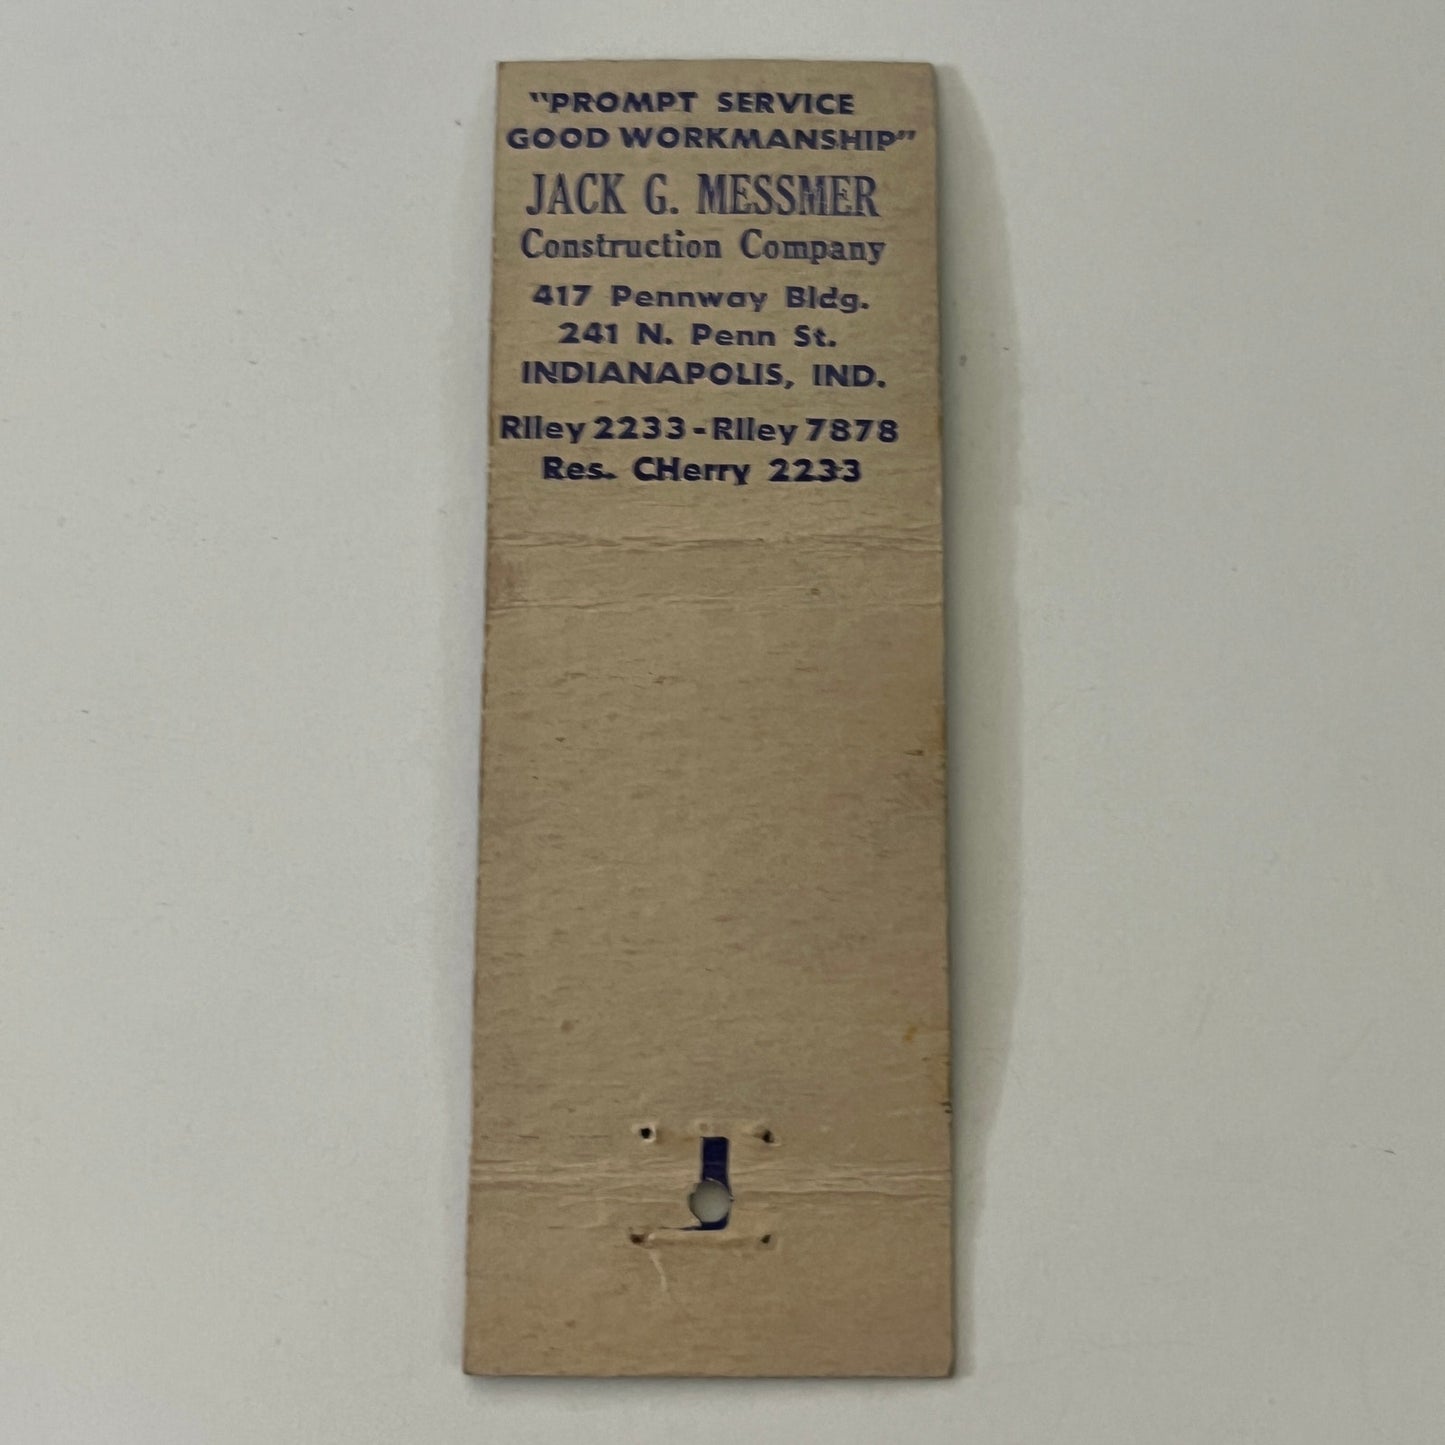 "PROMPT SERVICE
GOOD WORKMANSHIP"
JACK G. MESSMER
Construction Company
417 Pennway Bldg.
241 N. Penn St.
INDIANAPOLIS, IND.
RIley 2233 - RIley 7878
Res. CHerry 2233